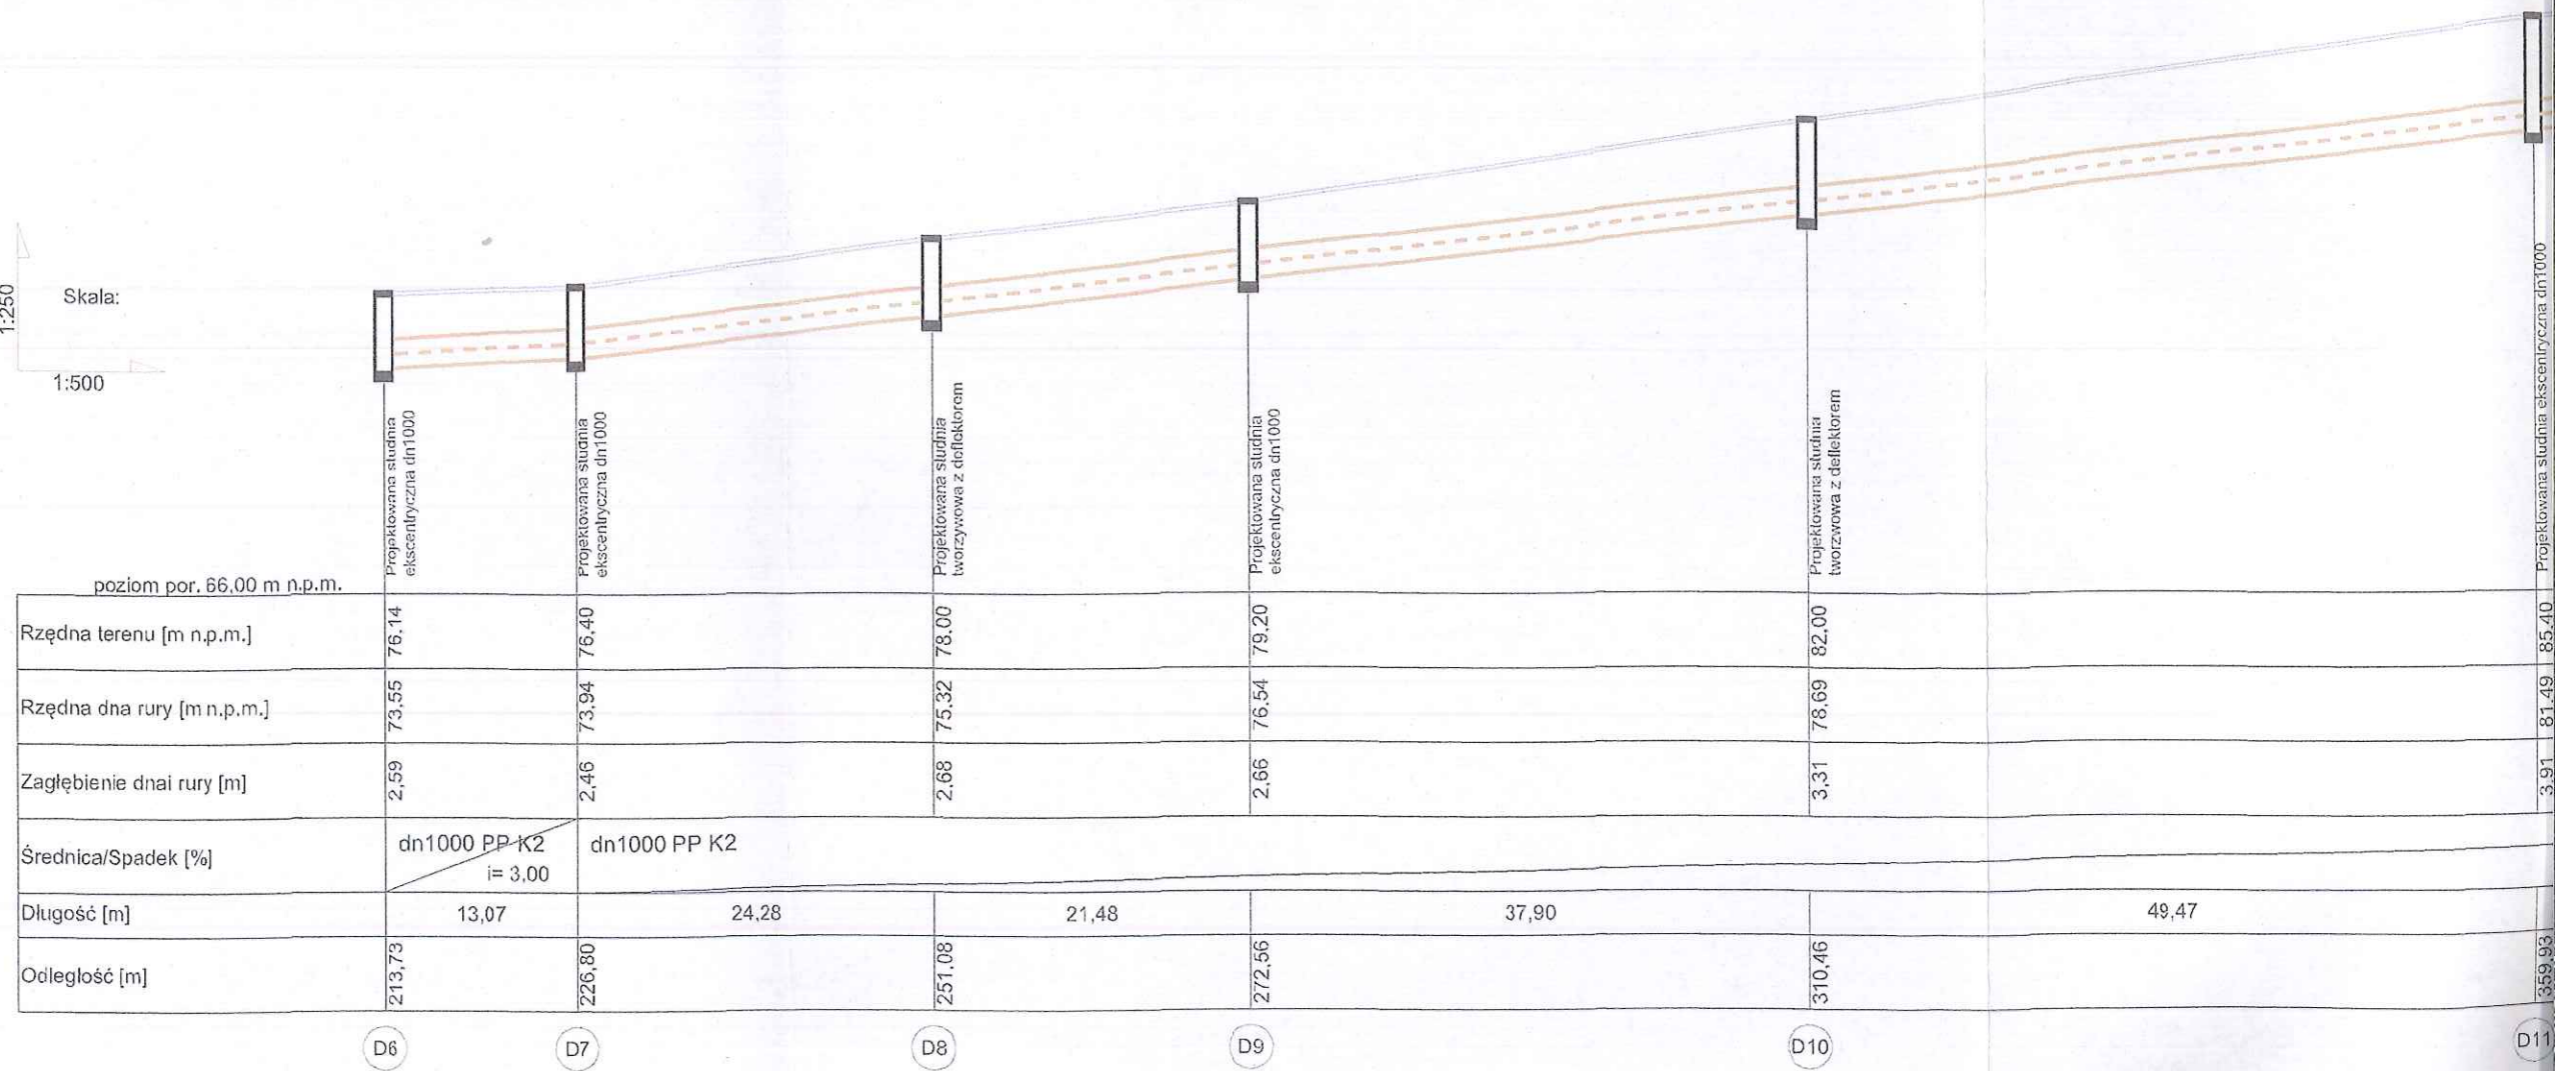 1:250
Skala:
1:500
Projektowana studnia
ekscentryczna dn1000
Projektowana studnia
ekscentryczna dn1000
Projektowana studnia
tworzywowa z deflektorem
Projektowana studnia
ekscentryczna dn1000
Projektowana studnia
tworzwowa z deflektorem
Projektowana studnia ekscentryczna dn1000
poziom por. 66,00 m n.p.m.
Rzędna terenu [m n.p.m.] 76,14 76,40 78.00 79.20 82,00 85.40
Rzędna dna rury [m n.p.m.] 73,55 73,94 75.32 76.54 78,69 81.49
Zagłębienie dnai rury [m] 2,59 2,46 2.68 2.66 3,31 3.91
Średnica/Spadek [%] dn1000 PP K2 dn1000 PP K2
i= 3,00
Długość [m] 13,07 24,28 21,48 37,90 49,47
Odległość [m] 213,73 226,80 251.08 272,56 310,46 359,93
D6 D7 D8 D9 D10 D11